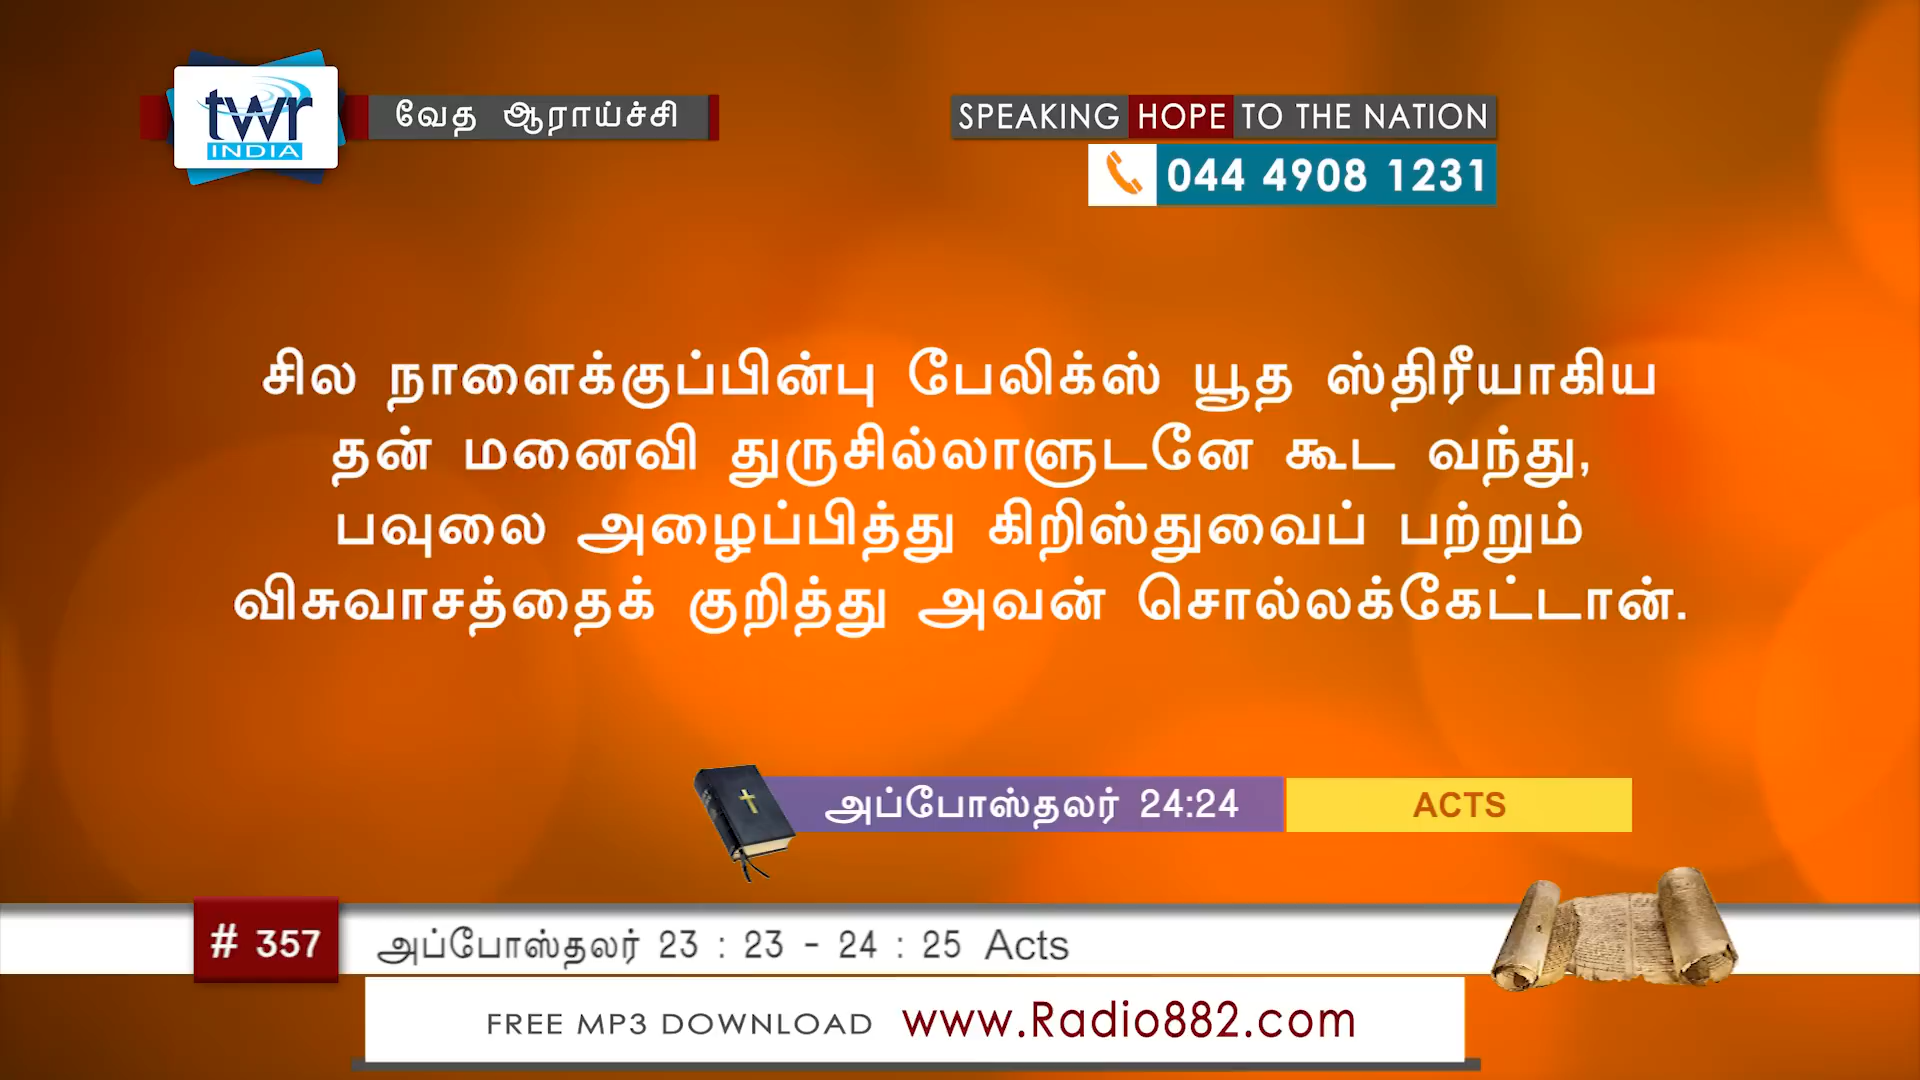 twr
INDIA
வேத ஆராய்ச்சி
SPEAKING HOPE TO THE NATION
044 4908 1231
சில நாளைக்குப்பின்பு பேலிக்ஸ் யூத ஸ்திரீயாகிய
தன் மனைவி துருசில்லாளுடனே கூட வந்து,
பவுலை அழைப்பித்து கிறிஸ்துவைப் பற்றும்
விசுவாசத்தைக் குறித்து அவன் சொல்லக்கேட்டான்.
அப்போஸ்தலர் 24:24 ACTS
# 357 அப்போஸ்தலர் 23 : 23 - 24 : 25 Acts
FREE MP3 DOWNLOAD www.Radio882.com